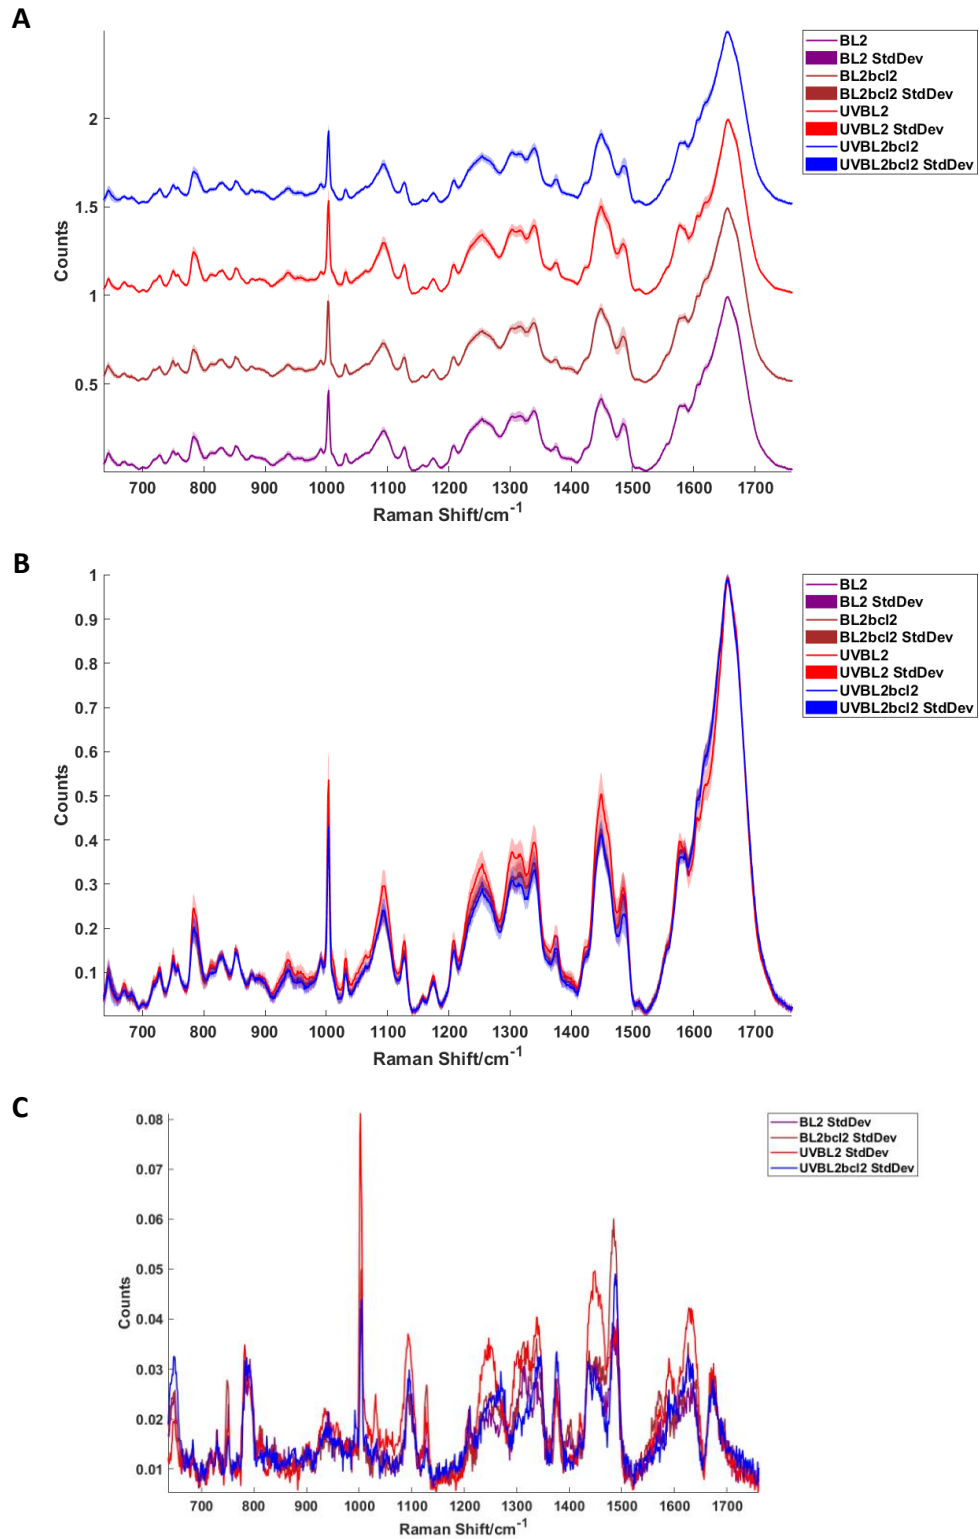 A
BL2
BL2 StdDev
BL2bcl2
BL2bcl2 StdDev
UVBL2
UVBL2 StdDev
UVBL2bcl2
UVBL2bcl2 StdDev
2
1.5
1
0.5
Counts
700 800 900 1000 1100 1200 1300 1400 1500 1600 1700
Raman Shift/cm-1
B
BL2
BL2 StdDev
BL2bcl2
BL2bcl2 StdDev
UVBL2
UVBL2 StdDev
UVBL2bcl2
UVBL2bcl2 StdDev
1
0.9
0.8
0.7
0.6
0.5
0.4
0.3
0.2
0.1
Counts
700 800 900 1000 1100 1200 1300 1400 1500 1600 1700
Raman Shift/cm-1
C
BL2 StdDev
BL2bcl2 StdDev
UVBL2 StdDev
UVBL2bcl2 StdDev
0.08
0.07
0.06
0.05
0.04
0.03
0.02
0.01
Counts
700 800 900 1000 1100 1200 1300 1400 1500 1600 1700
Raman Shift/cm-1